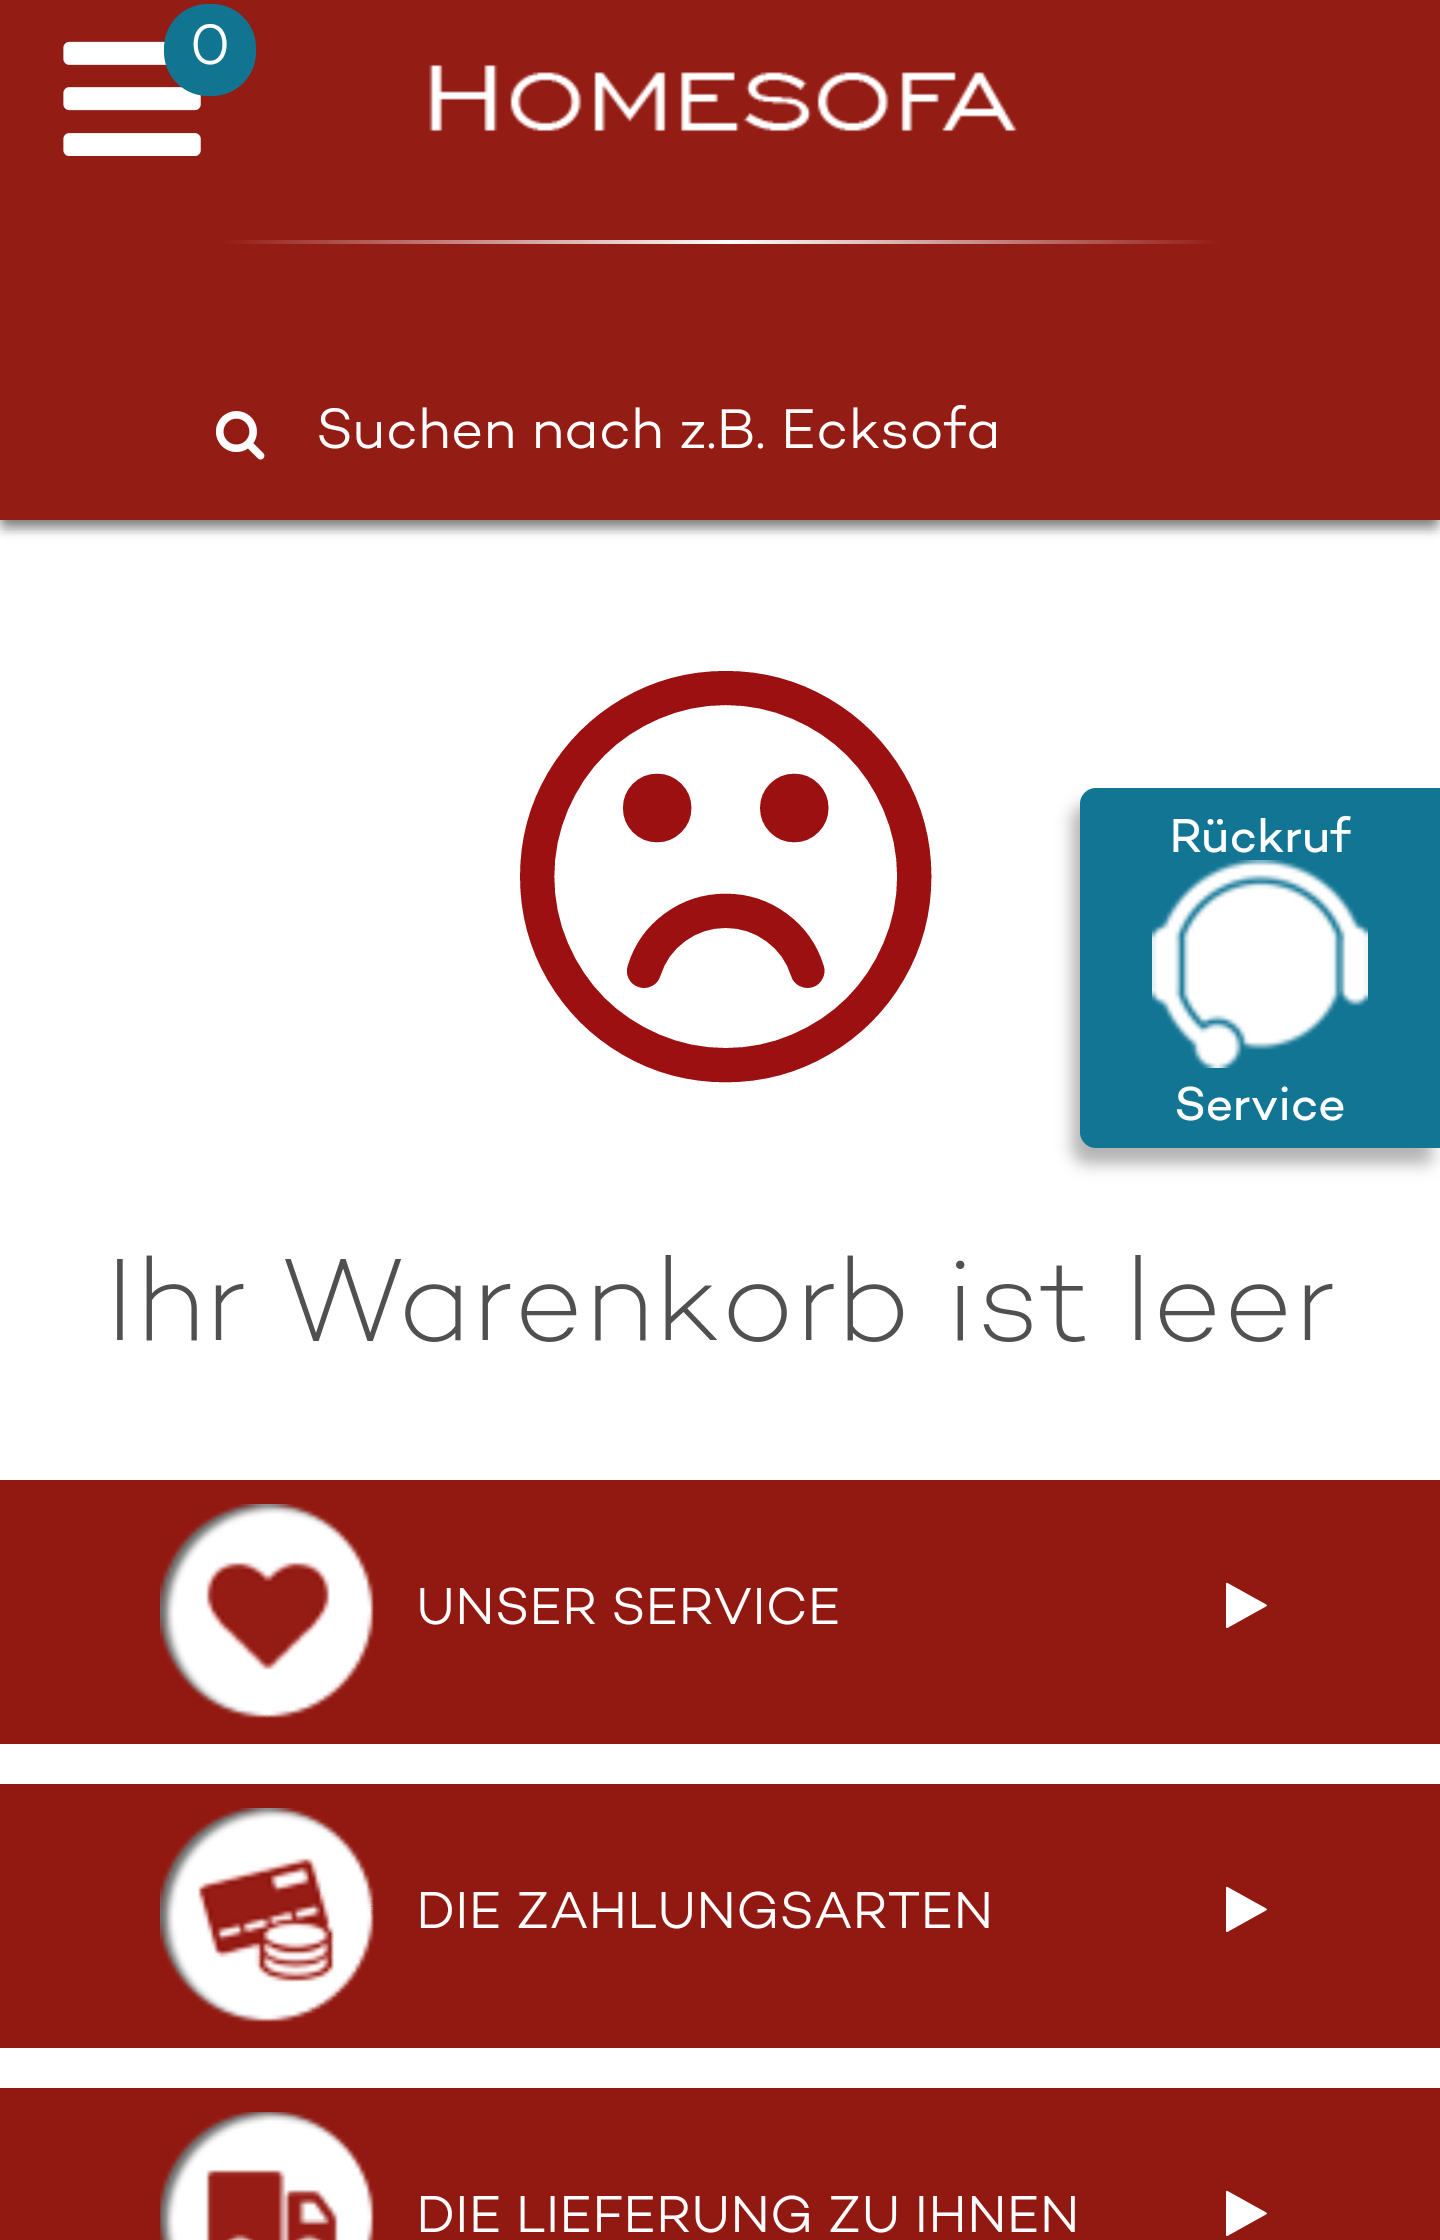 0
HOMESOFA
Suchen nach z.B. Ecksofa
Rückruf
Service
Ihr Warenkorb ist leer
UNSER SERVICE
DIE ZAHLUNGSARTEN
DIE LIEFERUNG ZU IHNEN